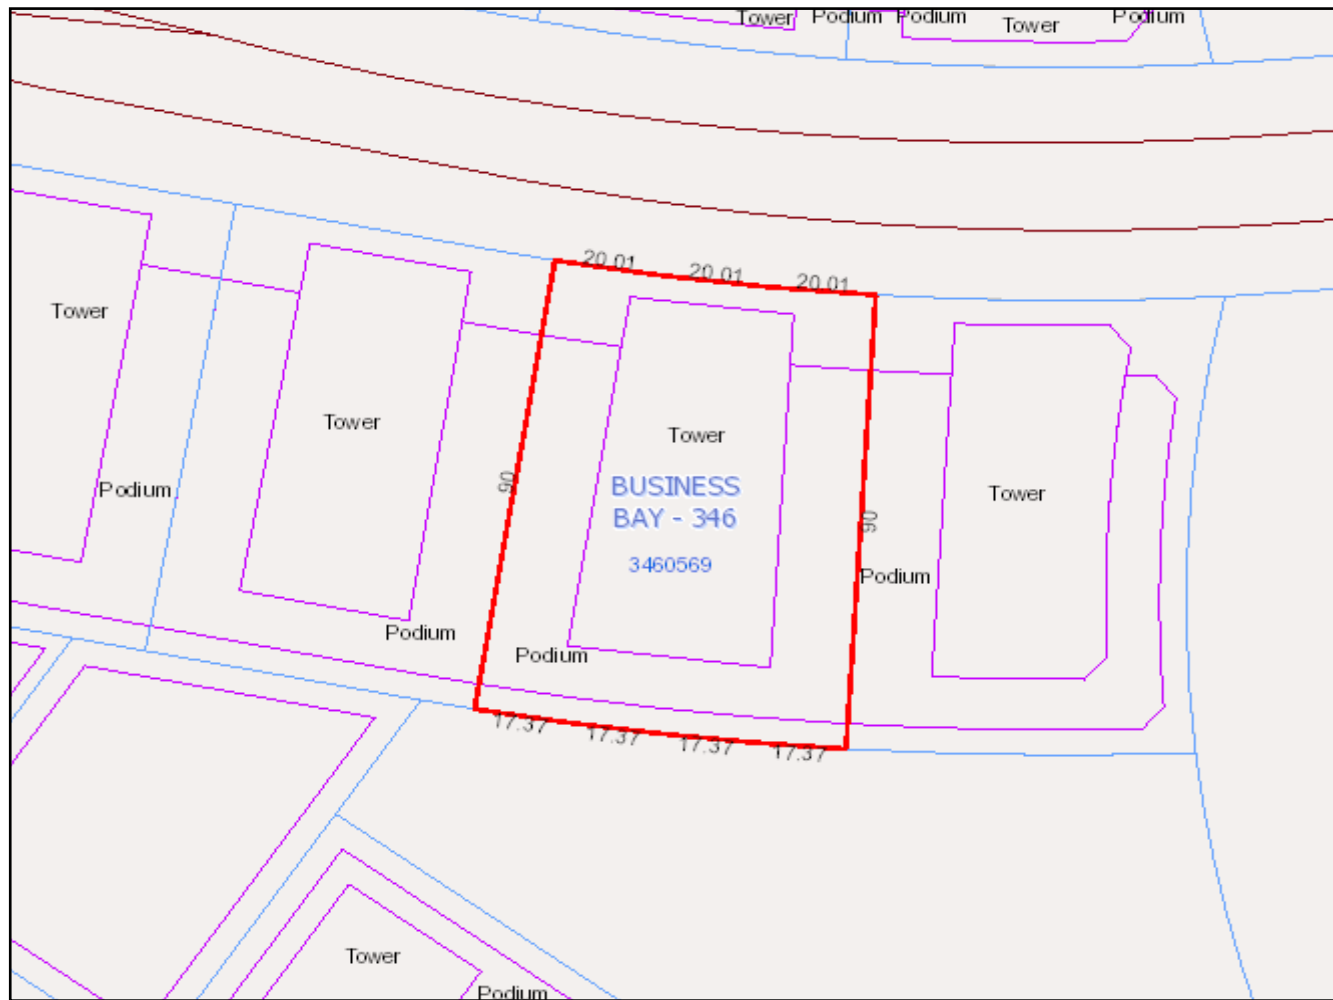 Tower
Podium
Podium
Tower
Podium
20.01
20.01
20.01
Tower
Tower
Tower
Tower
90
BUSINESS
BAY - 346
3460569
90
Podium
Podium
Podium
Podium
17.37
17.37
17.37
17.37
Tower
Podium